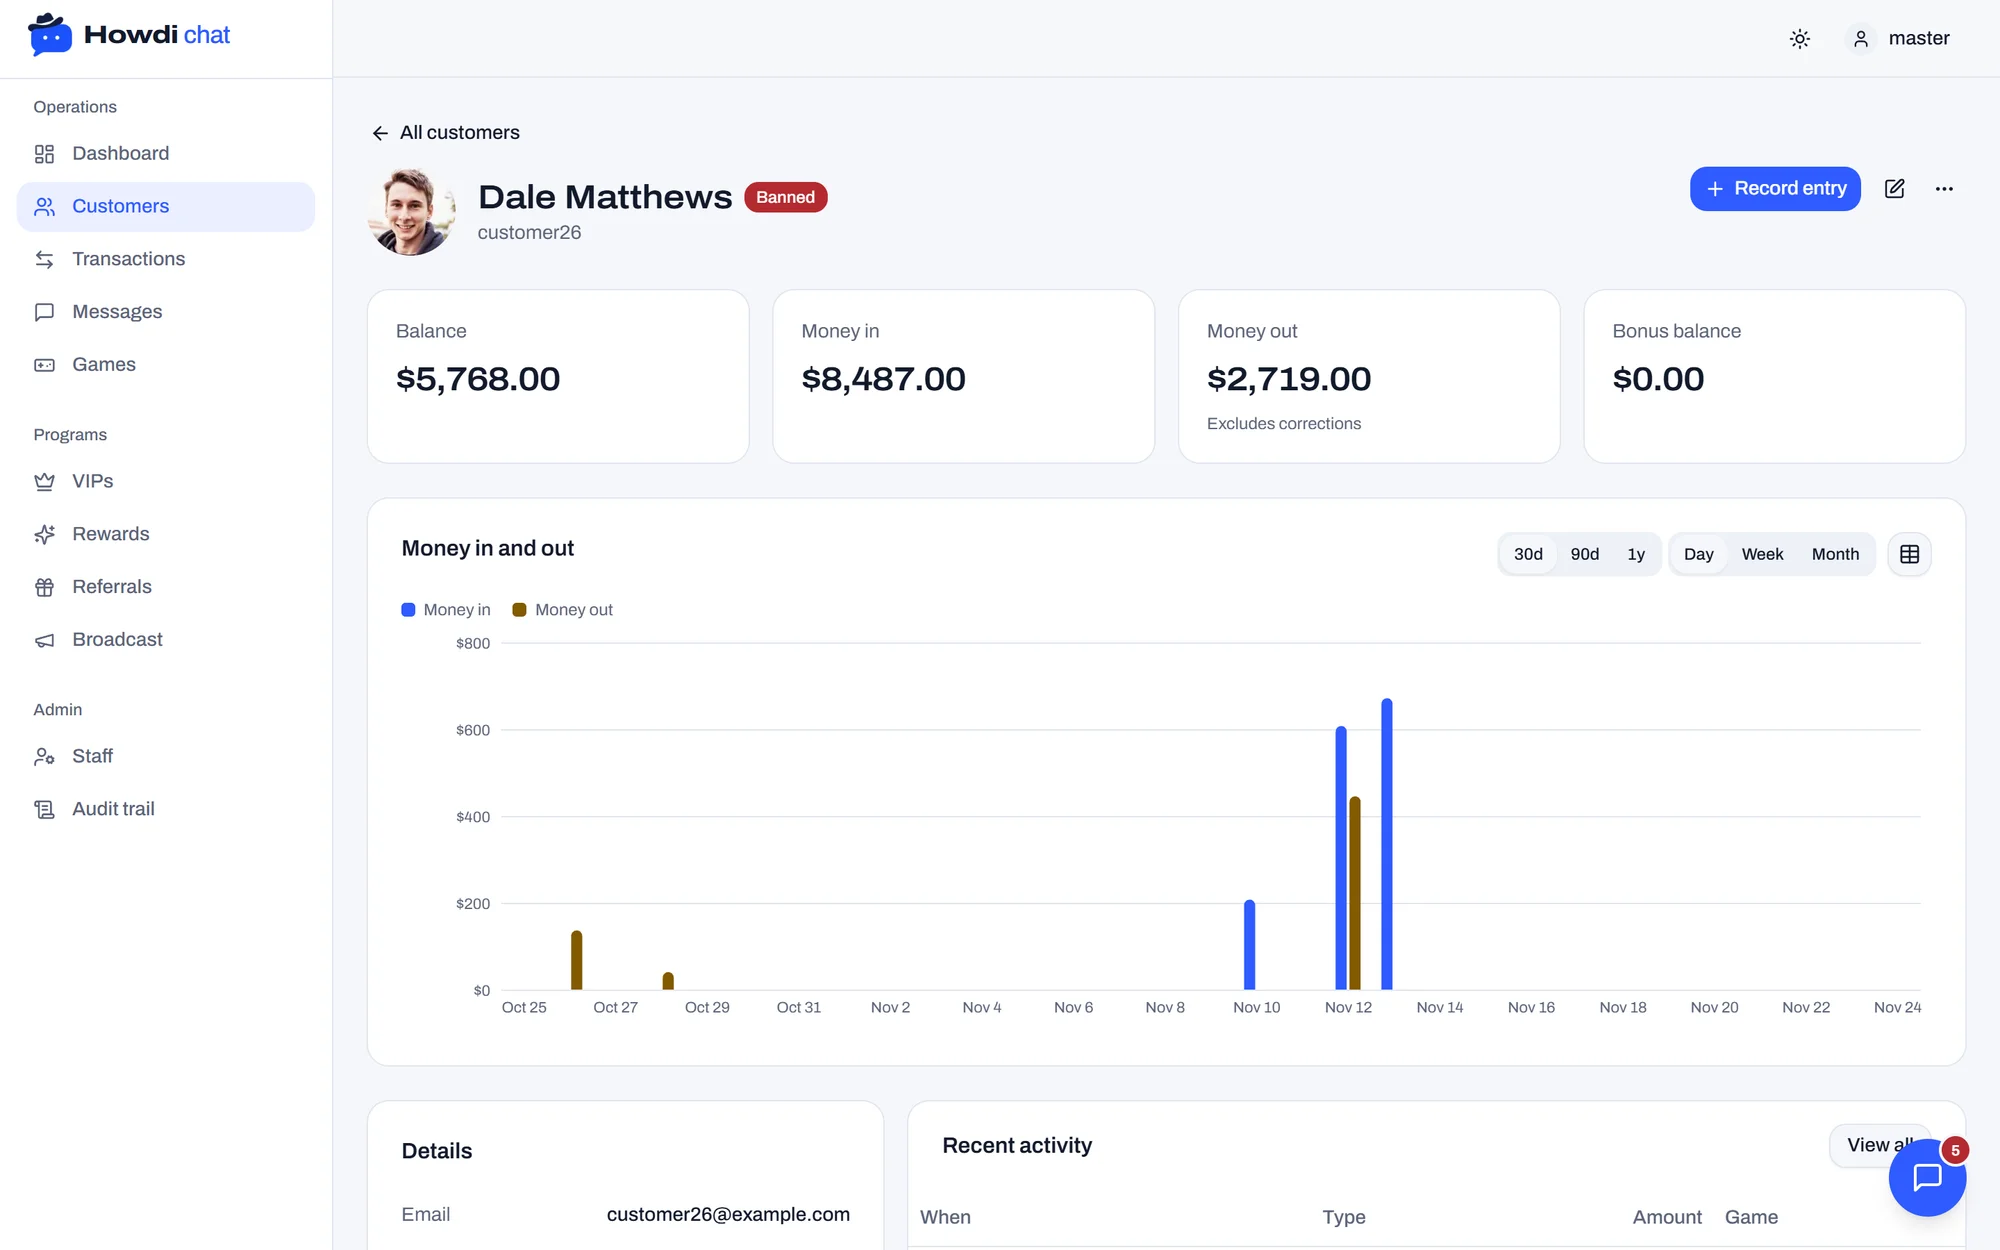 Howdi chat
master
Operations
Dashboard
Customers
Transactions
Messages
Games
Programs
VIPs
Rewards
Referrals
Broadcast
Admin
Staff
Audit trail
All customers
Dale Matthews Banned
customer26
Record entry
Balance
$5,768.00
Money in
$8,487.00
Money out
$2,719.00
Excludes corrections
Bonus balance
$0.00
Money in and out
30d 90d 1y Day Week Month
Money in Money out
$800
$600
$400
$200
$0
Oct 25 Oct 27 Oct 29 Oct 31 Nov 2 Nov 4 Nov 6 Nov 8 Nov 10 Nov 12 Nov 14 Nov 16 Nov 18 Nov 20 Nov 22 Nov 24
Details
Email customer26@example.com
Recent activity
View all
5
When Type Amount Game